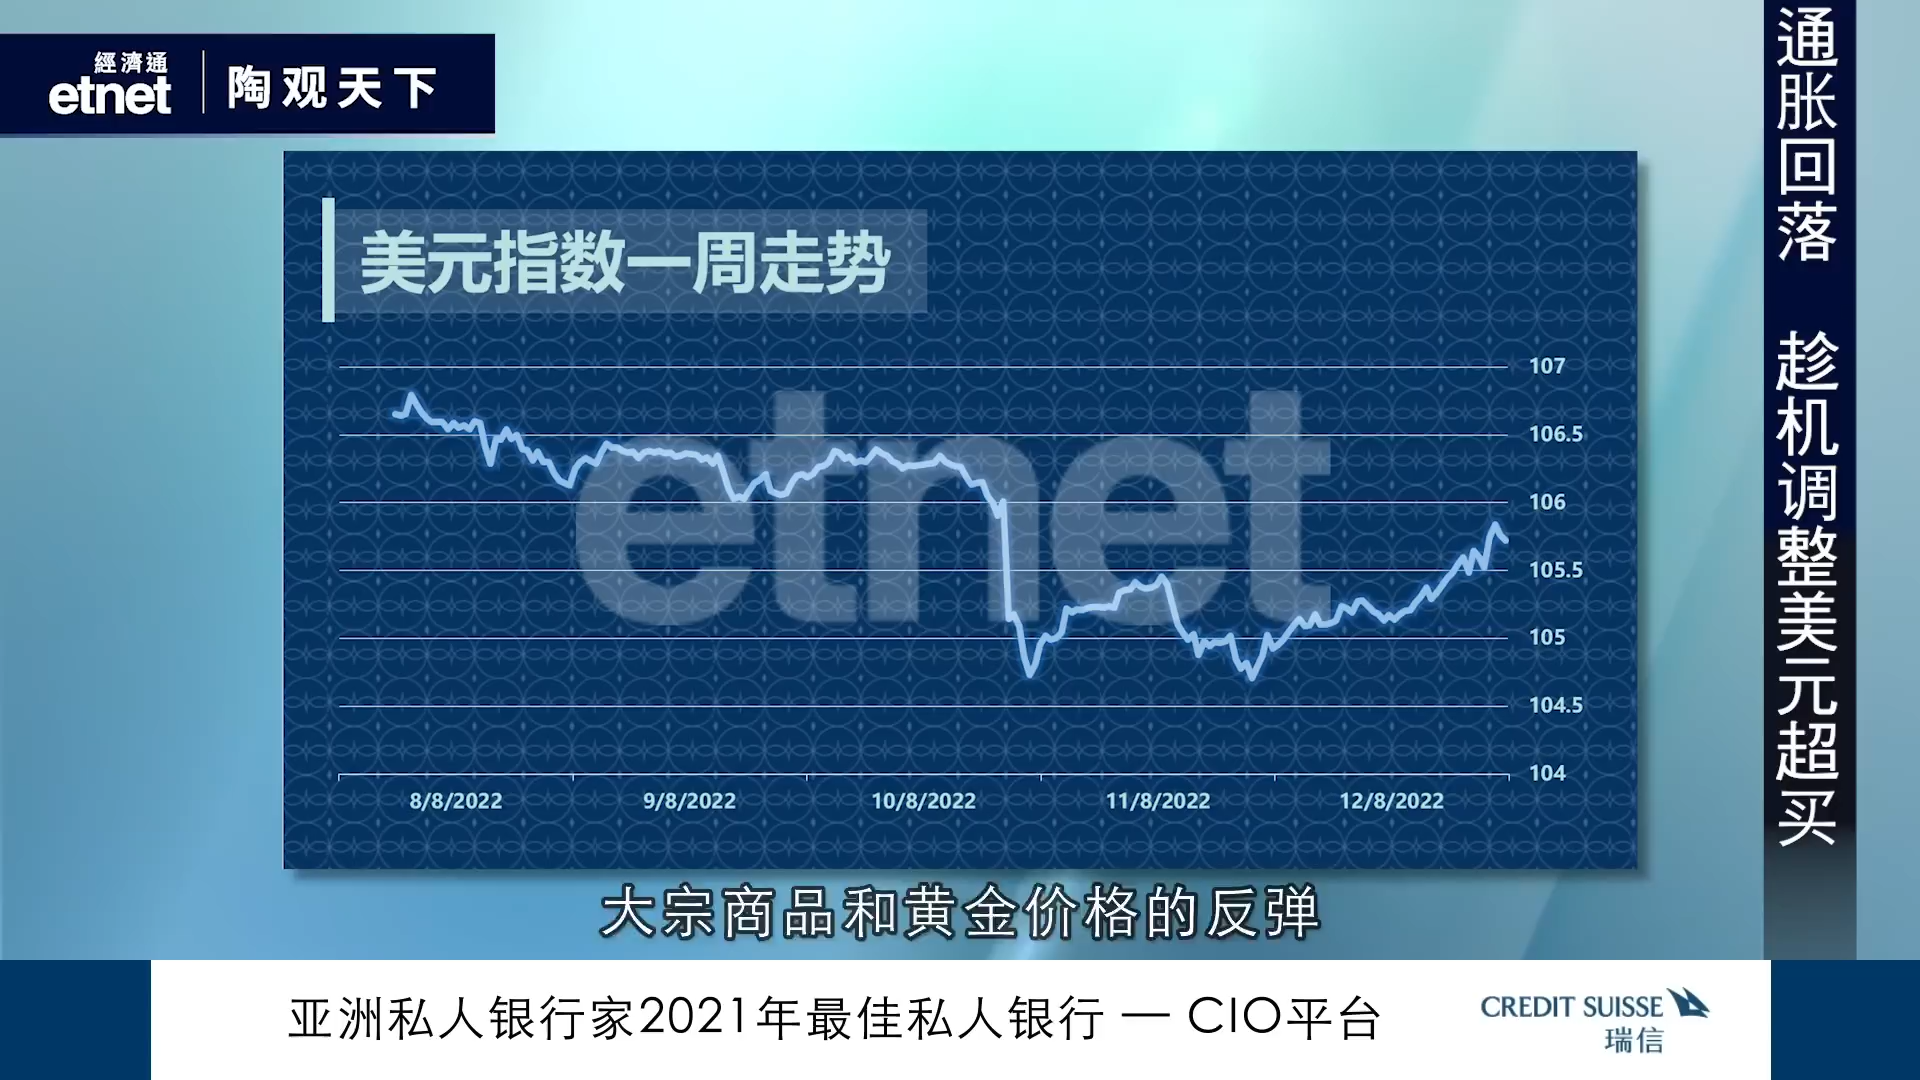 經濟通
etnet
陶观天下
通胀回落 趁机调整美元超买
美元指数一周走势
etnet
107
106.5
106
105.5
105
104.5
104
8/8/2022 9/8/2022 10/8/2022 11/8/2022 12/8/2022
大宗商品和黄金价格的反弹
亚洲私人银行家2021年最佳私人银行 — CIO平台
CREDIT SUISSE
瑞信